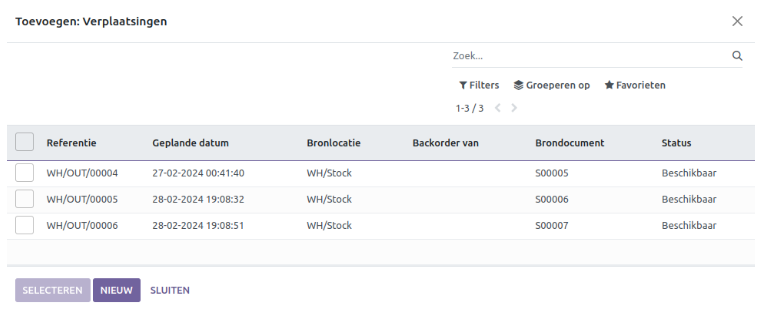 Toevoegen: Verplaatsingen
Zoek...
Filters Groeperen op Favorieten
1-3 / 3
Referentie Geplande datum Bronlocatie Backorder van Brondocument Status
WH/OUT/00004 27-02-2024 00:41:40 WH/Stock S00005 Beschikbaar
WH/OUT/00005 28-02-2024 19:08:32 WH/Stock S00006 Beschikbaar
WH/OUT/00006 28-02-2024 19:08:51 WH/Stock S00007 Beschikbaar
SELECTEREN NIEUW SLUITEN